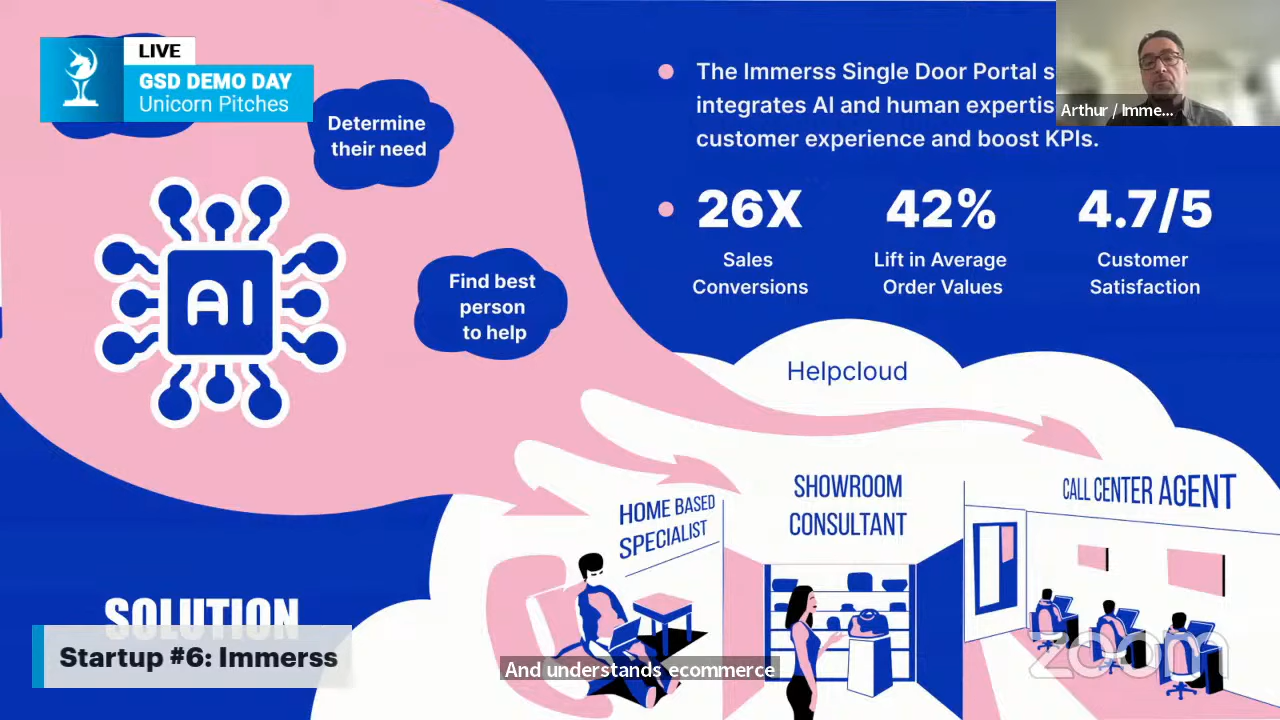 LIVE
GSD DEMO DAY
Unicorn Pitches
Determine
their need
AI
Find best
person
to help
The Immerss Single Door Portal
integrates AI and human
customer experience and boost KPIs.
26X
42%
4.7/5
Sales
Conversions
Lift in Average
Order Values
Customer
Satisfaction
Arthur / Imme...
Helpcloud
HOME BASED
SPECIALIST
SHOWROOM
CONSULTANT
CALL CENTER AGENT
SOLUTION
Startup #6: Immerss
And understands ecommerce
zoom